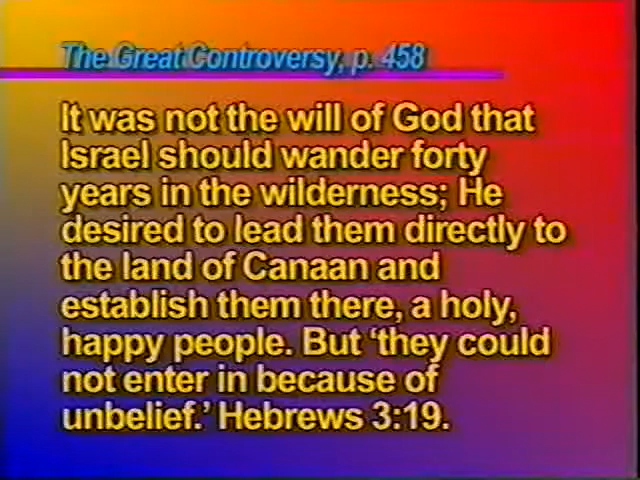 The Great Controversy, p. 458
It was not the will of God that
Israel should wander forty
years in the wilderness; He
desired to lead them directly to
the land of Canaan and
establish them there, a holy,
happy people. But ‘they could
not enter in because of
unbelief.’ Hebrews 3:19.